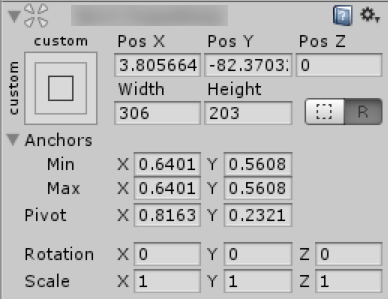 custom Pos X Pos Y Pos Z
custom 3.805664 -82.3703 0
Width Height
306 203 R
Anchors
Min X 0.6401 Y 0.5608
Max X 0.6401 Y 0.5608
Pivot X 0.8163 Y 0.2321
Rotation X 0 Y 0 Z 0
Scale X 1 Y 1 Z 1